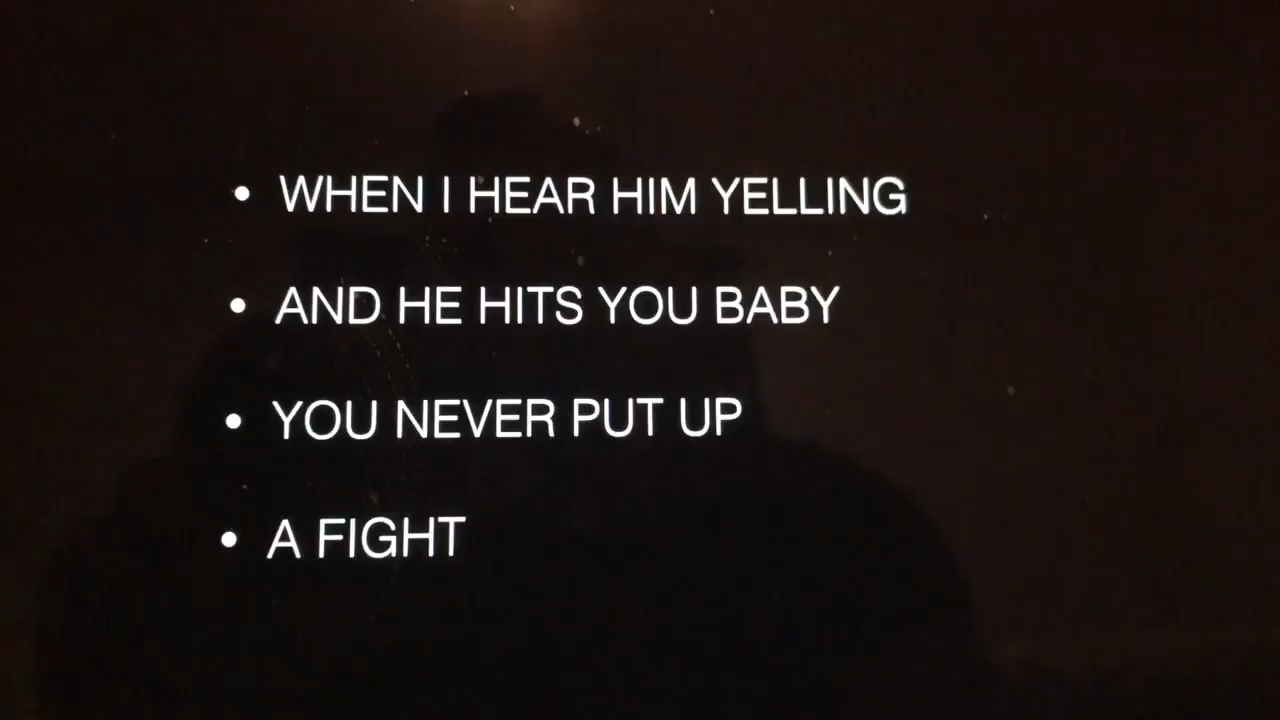 • WHEN I HEAR HIM YELLING
• AND HE HITS YOU BABY
• YOU NEVER PUT UP
• A FIGHT